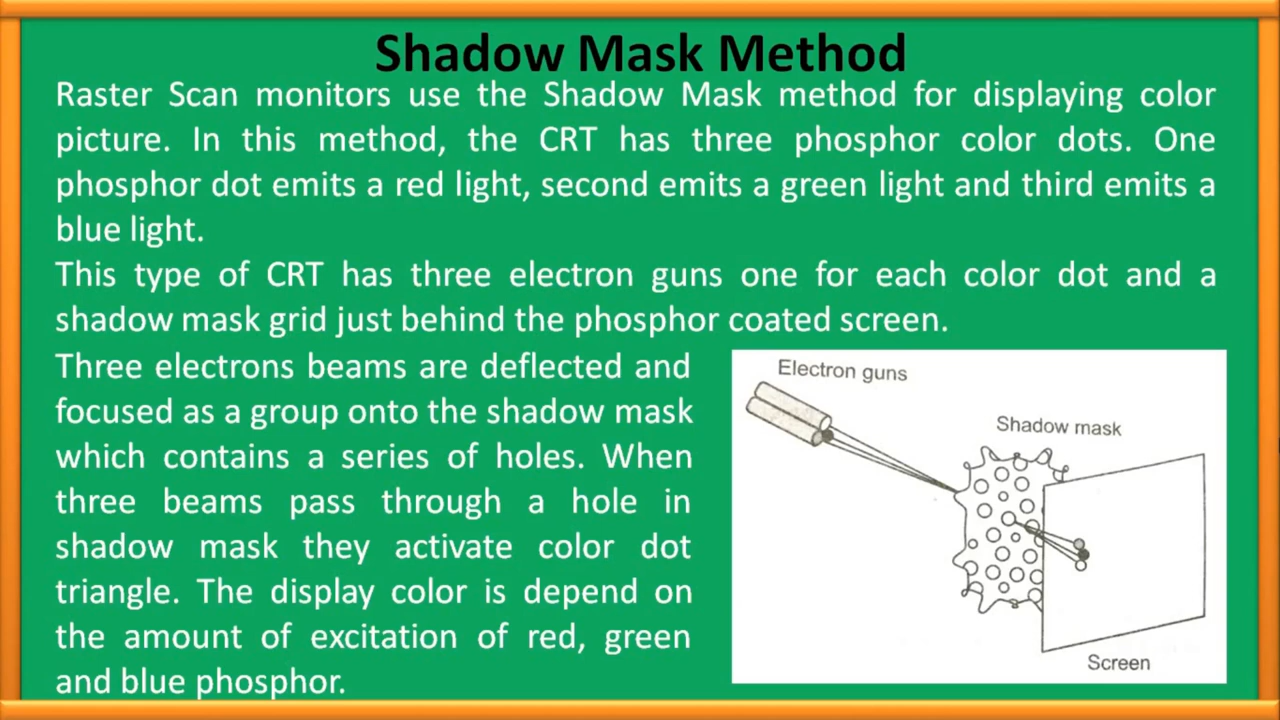 Shadow Mask Method
Raster Scan monitors use the Shadow Mask method for displaying color
picture. In this method, the CRT has three phosphor color dots. One
phosphor dot emits a red light, second emits a green light and third emits a
blue light.
This type of CRT has three electron guns one for each color dot and a
shadow mask grid just behind the phosphor coated screen.
Three electrons beams are deflected and
focused as a group onto the shadow mask
which contains a series of holes. When
three beams pass through a hole in
shadow mask they activate color dot
triangle. The display color is depend on
the amount of excitation of red, green
and blue phosphor.
Electron guns
Shadow mask
Screen